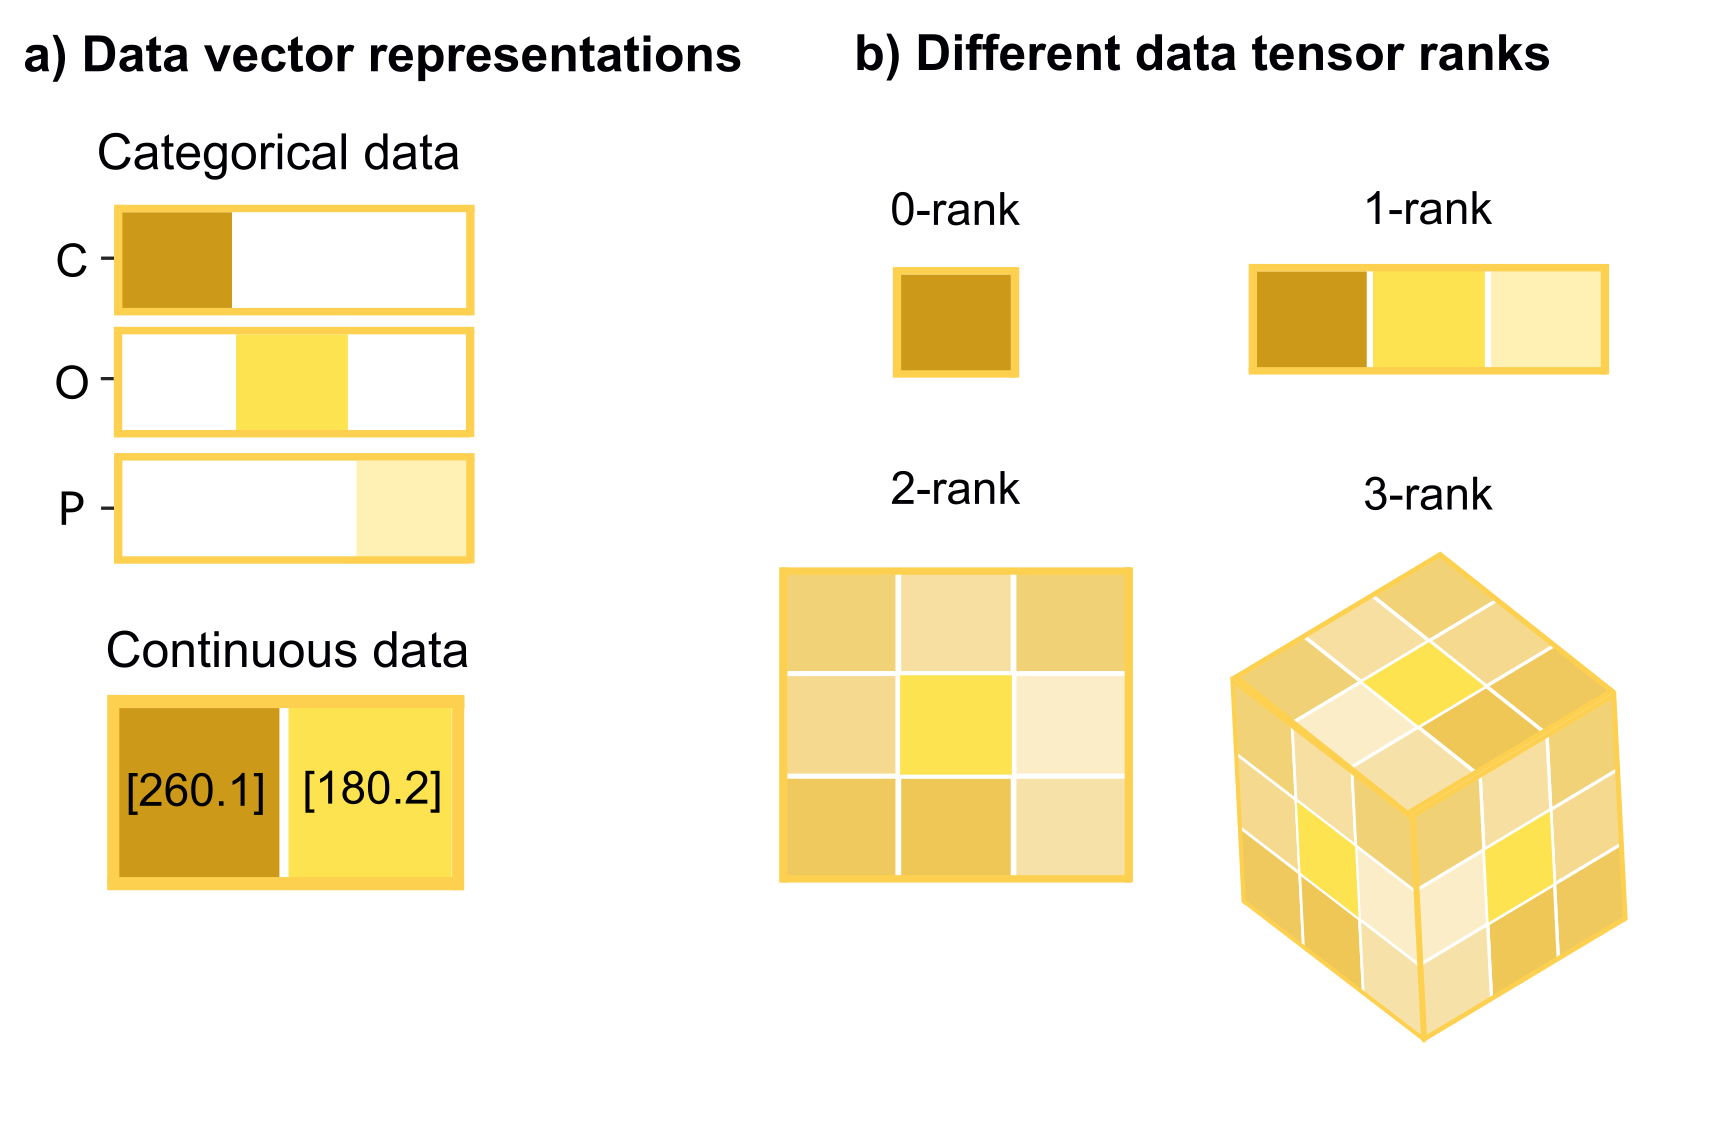 a) Data vector representations
Categorical data
C
O
P
Continuous data
[260.1] [180.2]
b) Different data tensor ranks
0-rank
1-rank
2-rank
3-rank